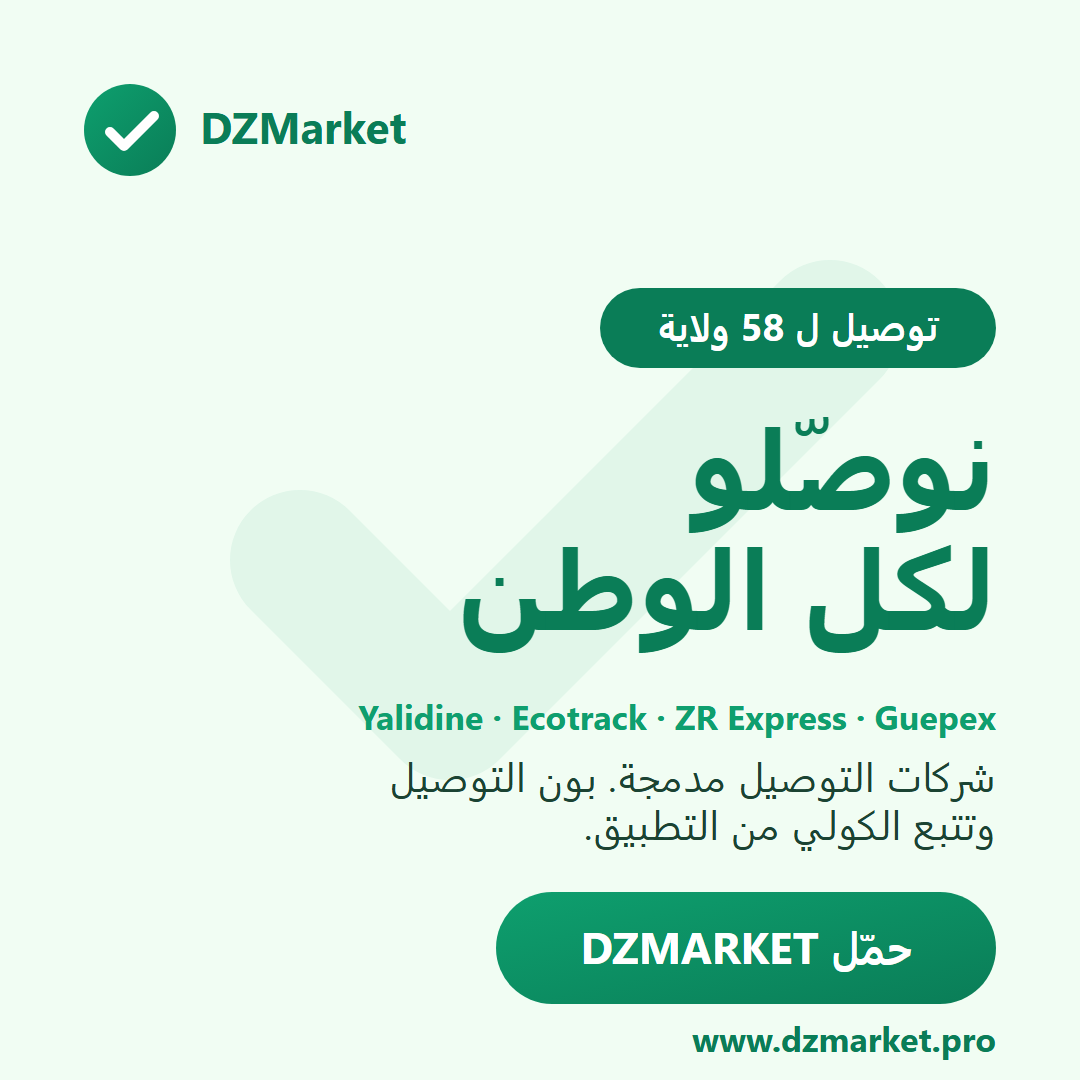 DZMarket
توصيل ل 58 ولاية
نوصّلو
لكل الوطن
Yalidine · Ecotrack · ZR Express · Guepex
شركات التوصيل مدمجة. بون التوصيل
وتتبع الكولي من التطبيق.
حمّل DZMARKET
www.dzmarket.pro